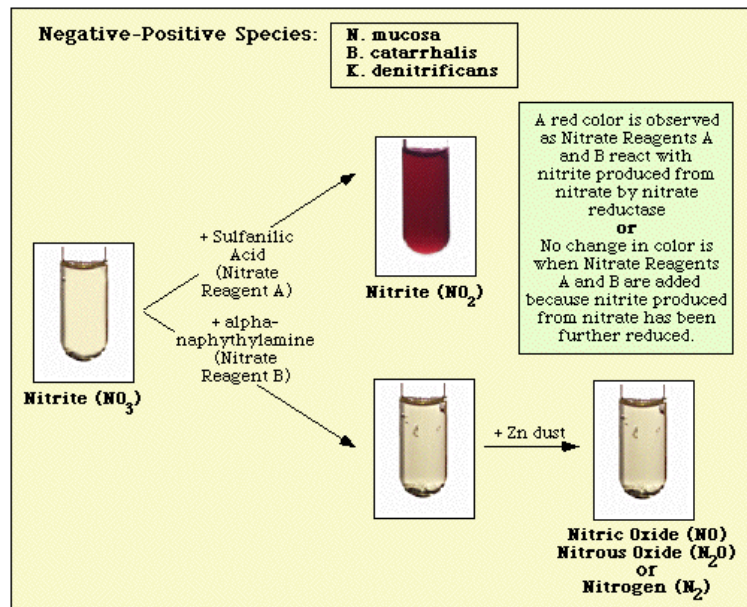 Negative-Positive Species:
N. mucosa
B. catarrhalis
K. denitrificans
A red color is observed
as Nitrate Reagents A
and B react with
nitrite produced from
nitrate by nitrate
reductase
or
No change in color is
when Nitrate Reagents
A and B are added
because nitrite produced
from nitrate has been
further reduced.
+ Sulfanilic
Acid
(Nitrate
Reagent A)
Nitrite (NO2)
+ alpha-
naphythylamine
(Nitrate
Reagent B)
Nitrite (NO3)
+ Zn dust
Nitric Oxide (NO)
Nitrous Oxide (N2O)
or
Nitrogen (N2)